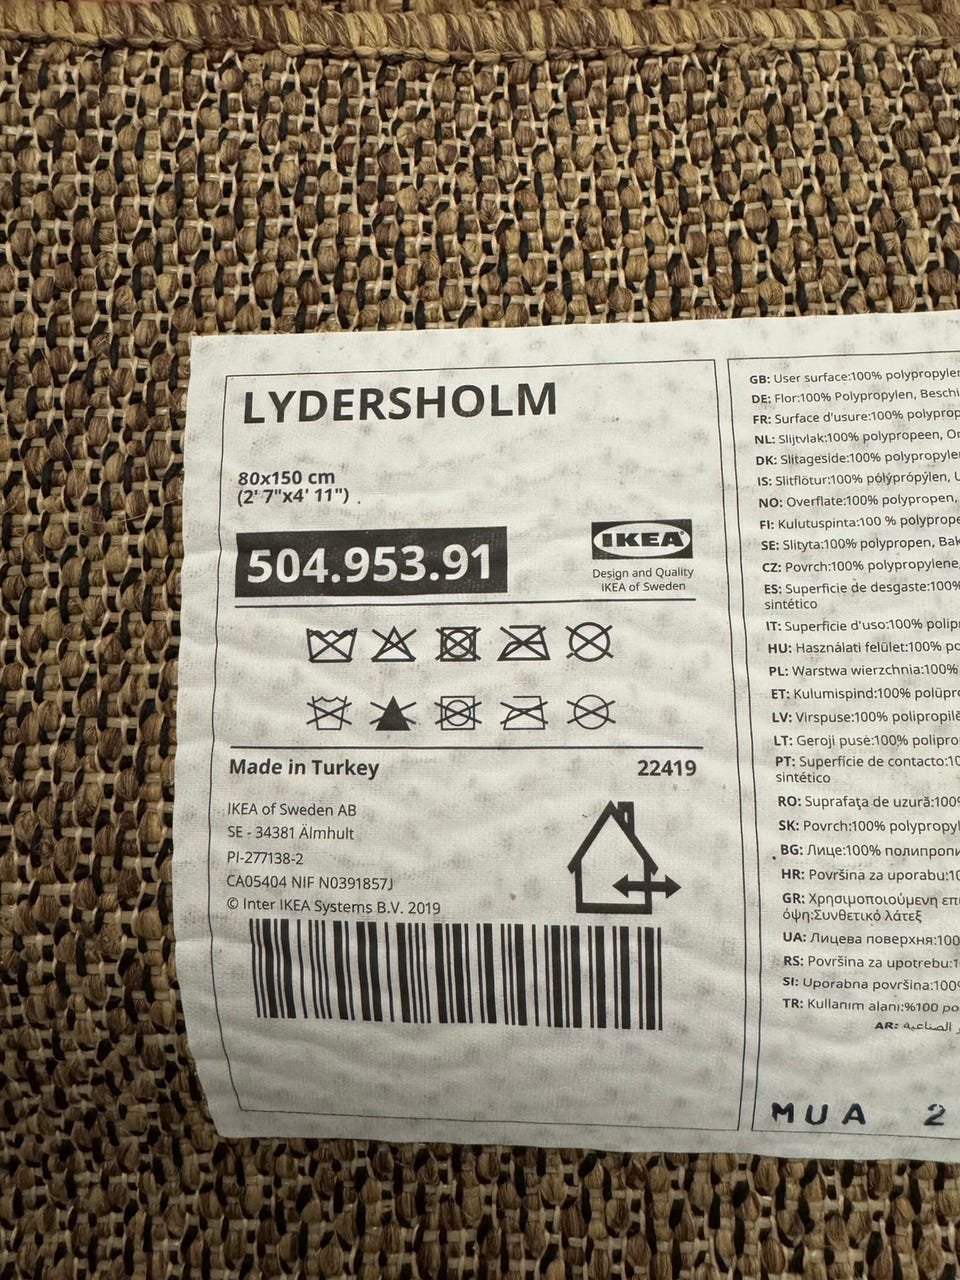 LYDERSHOLM
80x150 cm
(2' 7"x4' 11")
504.953.91
IKEA
Design and Quality
IKEA of Sweden
Made in Turkey 22419
IKEA of Sweden AB
SE - 34381 Älmhult
PI-277138-2
CA05404 NIF N0391857J
© Inter IKEA Systems B.V. 2019
GB: User surface:100% polypropylen
DE: Flor:100% Polypropylen, Beschi
FR: Surface d'usure:100% polyprop
NL: Slijtvlak:100% polypropeen, On
DK: Slitageside:100% polypropylen
IS: Slitflötur:100% pólýprópýlen, U
NO: Overflate:100% polypropen,
FI: Kulutuspinta:100 % polyprope
SE: Slityta:100% polypropen, Bak
CZ: Povrch:100% polypropylene,
ES: Superficie de desgaste:100%
sintético
IT: Superficie d'uso:100% polipr
HU: Használati felület:100% po
PL: Warstwa wierzchnia:100%
ET: Kulumispind:100% polüpro
LV: Virspuse:100% polipropilē
LT: Geroji pusė:100% polipro
PT: Superfície de contacto:10
sintético
RO: Suprafaţa de uzură:100%
SK: Povrch:100% polypropyl
BG: Лице:100% полипропи
HR: Površina za uporabu:10
GR: Χρησιμοποιούμενη επι
όψη:Συνθετικό λάτεξ
UA: Лицева поверхня:100
RS: Površina za upotrebu:1
SI: Uporabna površina:100%
TR: Kullanım alanı:%100 po
AR: الصناعية
MUA 2